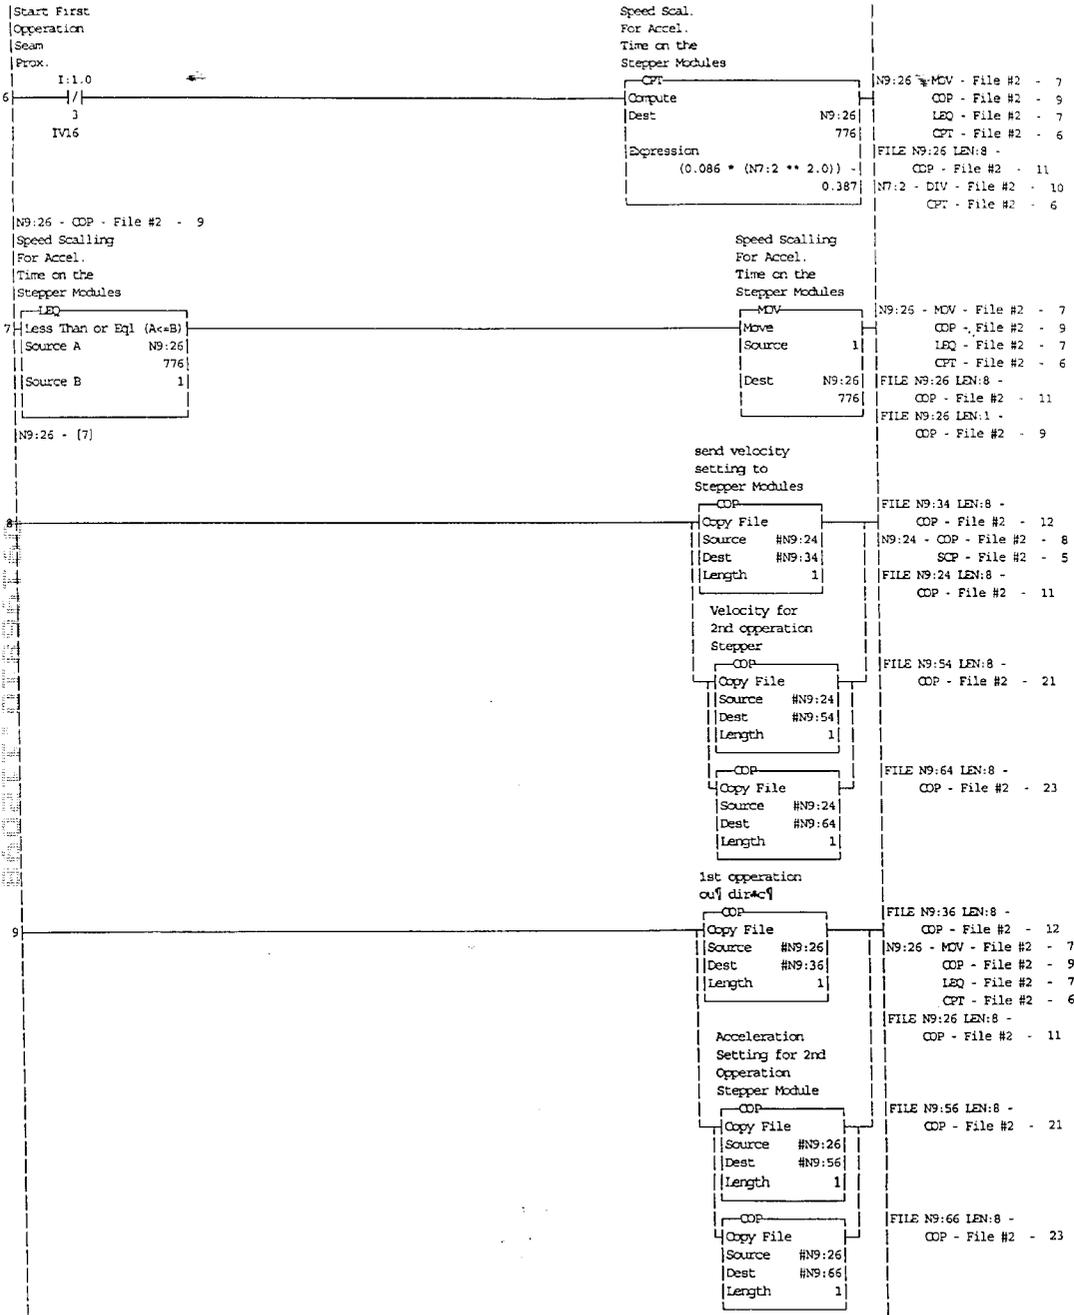 Start First
Opperation
Seam
Prox.
I:1.0
6
3
IV16
Speed Scal.
For Accel.
Time on the
Stepper Modules
CPT
Compute
Dest N9:26
776
Expression
(0.086 * (N7:2 ** 2.0)) -
0.387
N9:26 - MOV - File #2 - 7
COP - File #2 - 9
LEQ - File #2 - 7
CPT - File #2 - 6
FILE N9:26 LEN:8 -
COP - File #2 - 11
N7:2 - DIV - File #2 - 10
CPT - File #2 - 6
N9:26 - COP - File #2 - 9
Speed Scalling
For Accel.
Time on the
Stepper Modules
LEQ
7 Less Than or Eql (A<=B)
Source A N9:26
776
Source B 1
N9:26 - [7]
Speed Scalling
For Accel.
Time on the
Stepper Modules
MOV
Move
Source 1
Dest N9:26
776
N9:26 - MOV - File #2 - 7
COP - File #2 - 9
LEQ - File #2 - 7
CPT - File #2 - 6
FILE N9:26 LEN:8 -
COP - File #2 - 11
FILE N9:26 LEN:1 -
COP - File #2 - 9
8
send velocity
setting to
Stepper Modules
COP
Copy File
Source #N9:24
Dest #N9:34
Length 1
FILE N9:34 LEN:8 -
COP - File #2 - 12
N9:24 - COP - File #2 - 8
SCP - File #2 - 5
FILE N9:24 LEN:8 -
COP - File #2 - 11
Velocity for
2nd opperation
Stepper
COP
Copy File
Source #N9:24
Dest #N9:54
Length 1
FILE N9:54 LEN:8 -
COP - File #2 - 21
COP
Copy File
Source #N9:24
Dest #N9:64
Length 1
FILE N9:64 LEN:8 -
COP - File #2 - 23
9
1st opperation
COP
Copy File
Source #N9:26
Dest #N9:36
Length 1
FILE N9:36 LEN:8 -
COP - File #2 - 12
N9:26 - MOV - File #2 - 7
COP - File #2 - 9
LEQ - File #2 - 7
CPT - File #2 - 6
FILE N9:26 LEN:8 -
COP - File #2 - 11
Acceleration
Setting for 2nd
Opperation
Stepper Module
COP
Copy File
Source #N9:26
Dest #N9:56
Length 1
FILE N9:56 LEN:8 -
COP - File #2 - 21
COP
Copy File
Source #N9:26
Dest #N9:66
Length 1
FILE N9:66 LEN:8 -
COP - File #2 - 23